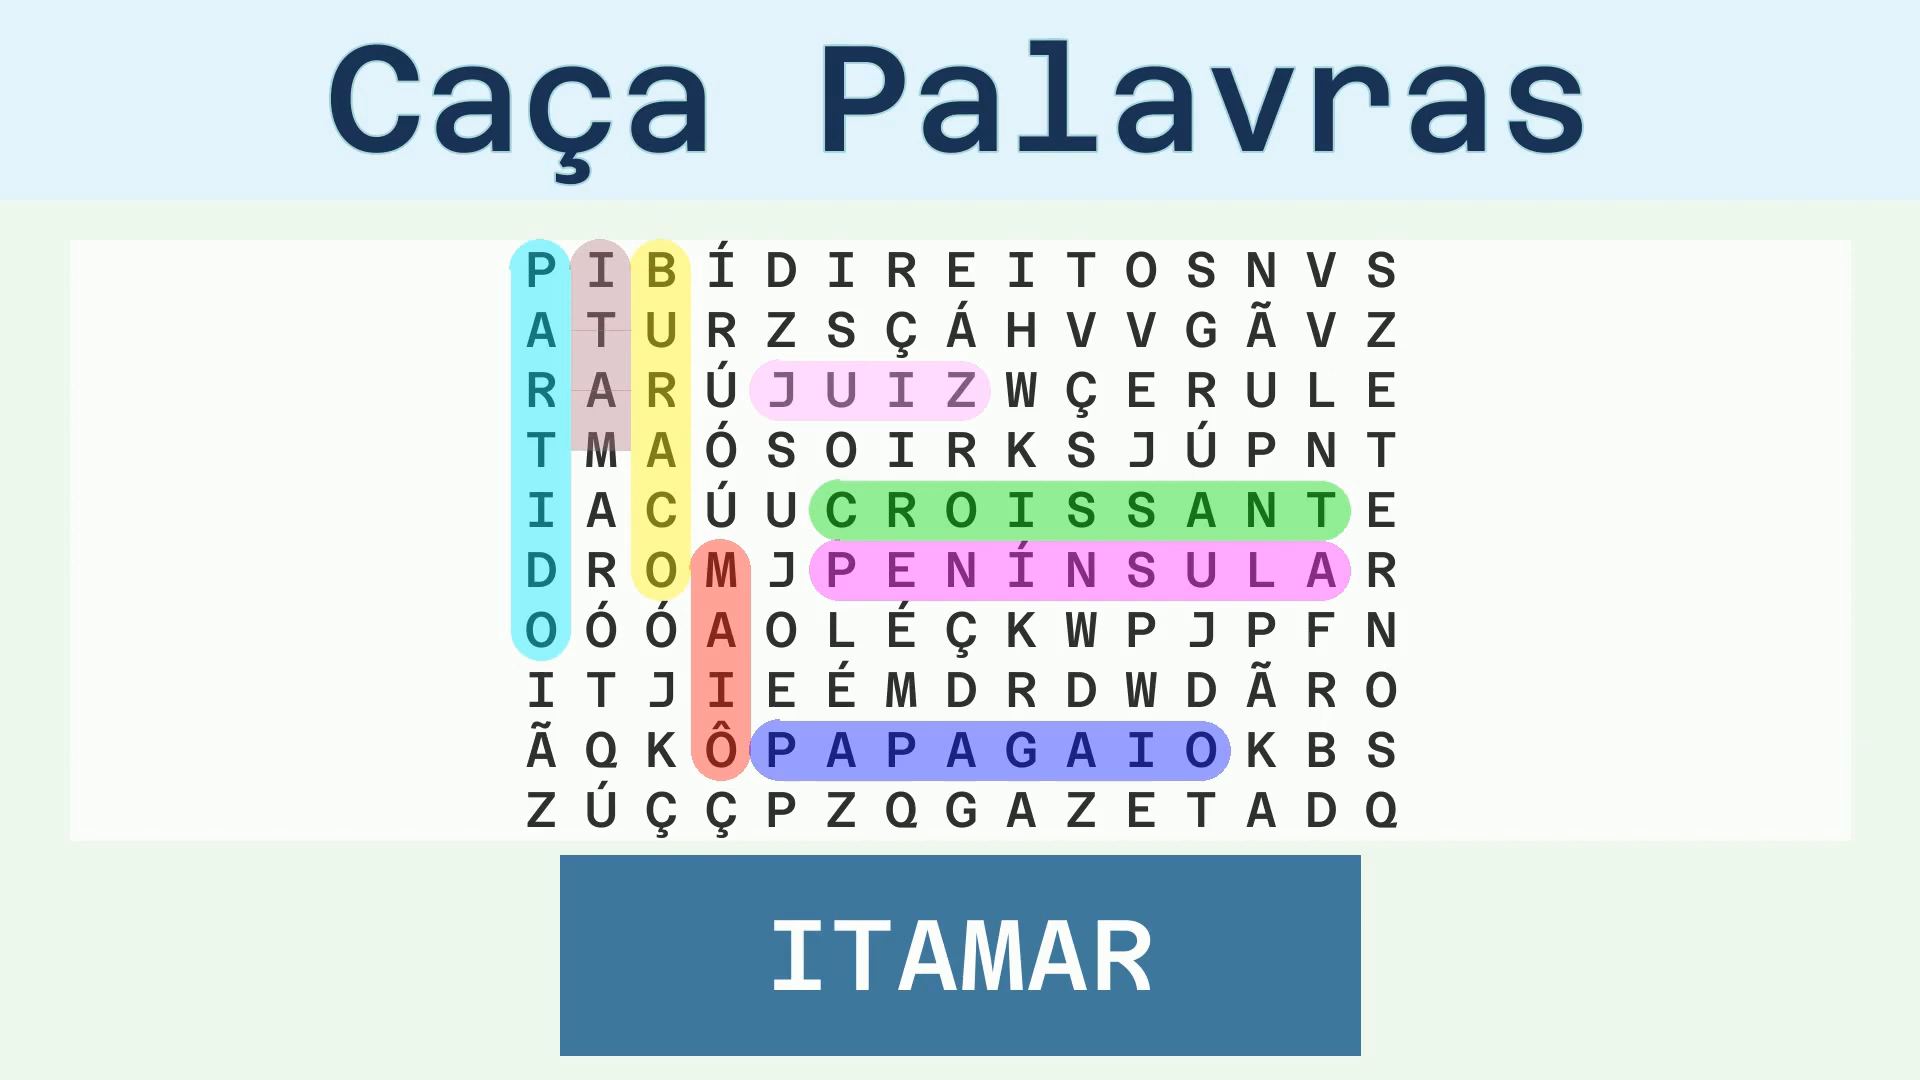 Caça Palavras
P I B Í D I R E I T O S N V S
A T U R Z S Ç Á H V V G Ã V Z
R A R Ú J U I Z W Ç E R U L E
T M A Ó S O I R K S J Ú P N T
I A C Ú U C R O I S S A N T E
D R O M J P E N Í N S U L A R
O Ó Ó A O L É Ç K W P J P F N
I T J I E É M D R D W D Ã R O
Ã Q K Ô P A P A G A I O K B S
Z Ú Ç Ç P Z Q G A Z E T A D Q
ITAMAR